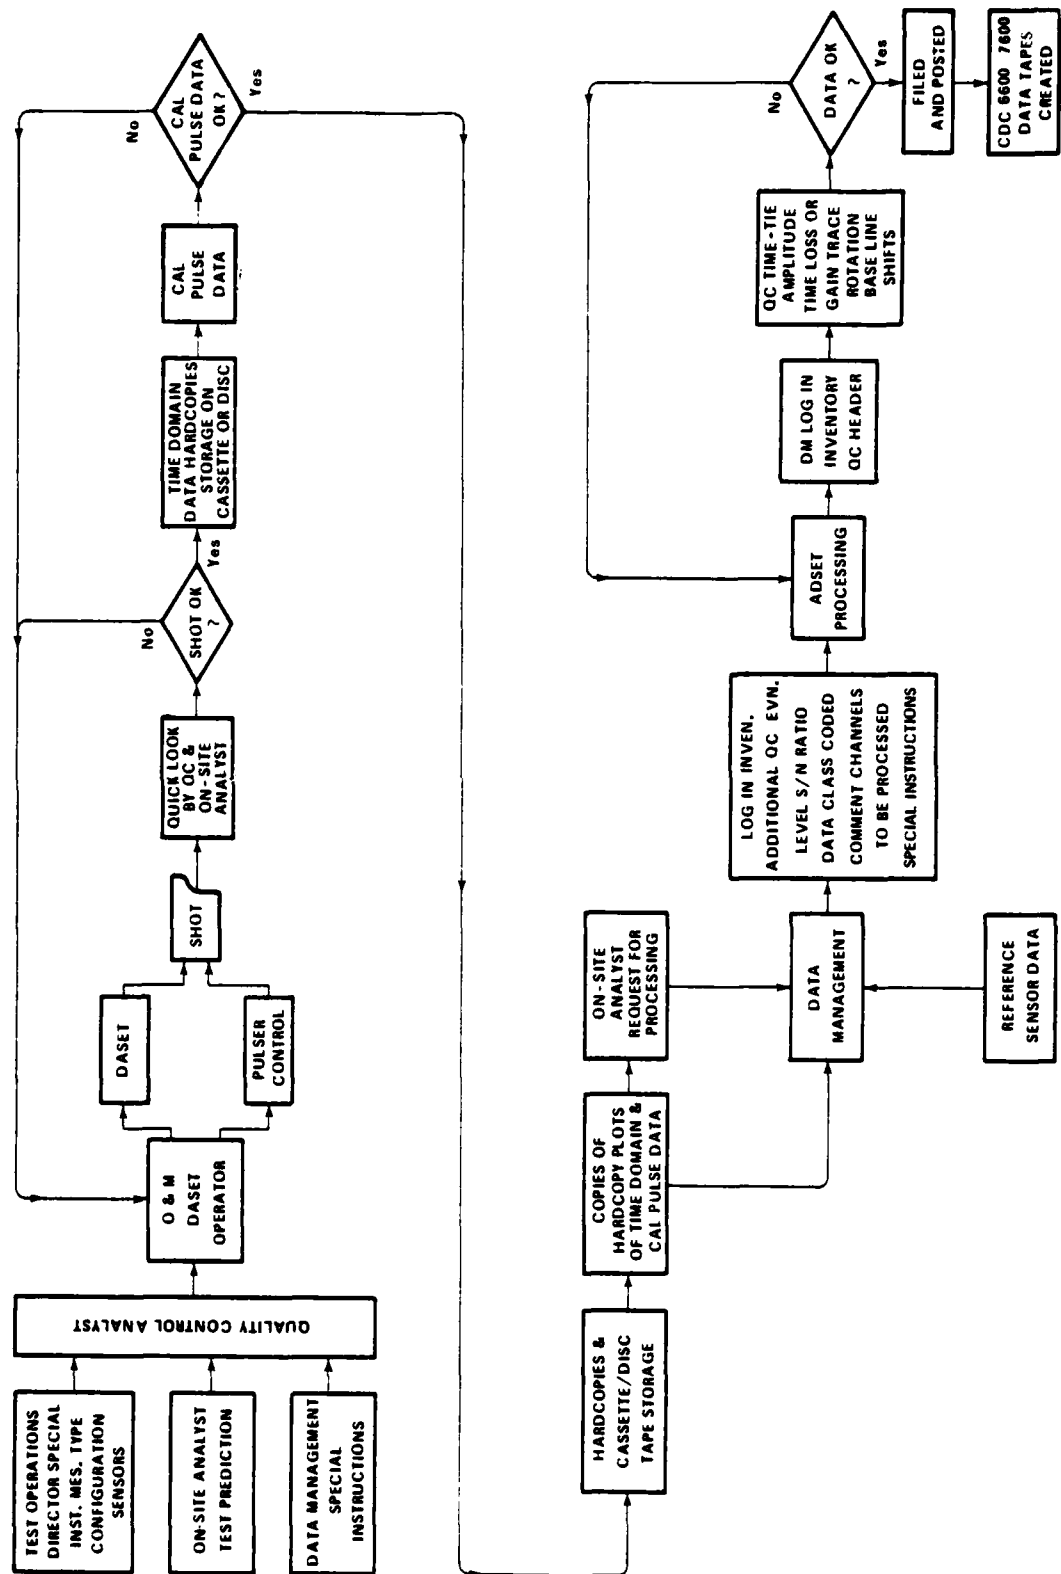 TEST OPERATIONS
DIRECTOR SPECIAL
INST. MES. TYPE
CONFIGURATION
SENSORS
ON-SITE ANALYST
TEST PREDICTION
DATA MANAGEMENT
SPECIAL
INSTRUCTIONS
QUALITY CONTROL ANALYST
O & M
DASET
OPERATOR
DASET
PULSER
CONTROL
SHOT
QUICK LOOK
BY QC &
ON-SITE
ANALYST
SHOT OK
?
No
Yes
TIME DOMAIN
DATA HARDCOPIES
STORAGE ON
CASSETTE OR DISC
CAL
PULSE
DATA
CAL
PULSE DATA
OK ?
No
Yes
HARDCOPIES &
CASSETTE/DISC
TAPE STORAGE
COPIES OF
HARDCOPY PLOTS
OF TIME DOMAIN &
CAL PULSE DATA
ON-SITE
ANALYST
REQUEST FOR
PROCESSING
DATA
MANAGEMENT
REFERENCE
SENSOR DATA
LOG IN INVEN.
ADDITIONAL QC EVN.
LEVEL S/N RATIO
DATA CLASS CODED
COMMENT CHANNELS
TO BE PROCESSED
SPECIAL INSTRUCTIONS
ADSET
PROCESSING
DM LOG IN
INVENTORY
QC HEADER
QC TIME-TIE
AMPLITUDE
TIME LOSS OR
GAIN TRACE
ROTATION
BASE LINE
SHIFTS
DATA OK
?
No
Yes
FILED
AND POSTED
CDC 6600 7600
DATA TAPES
CREATED